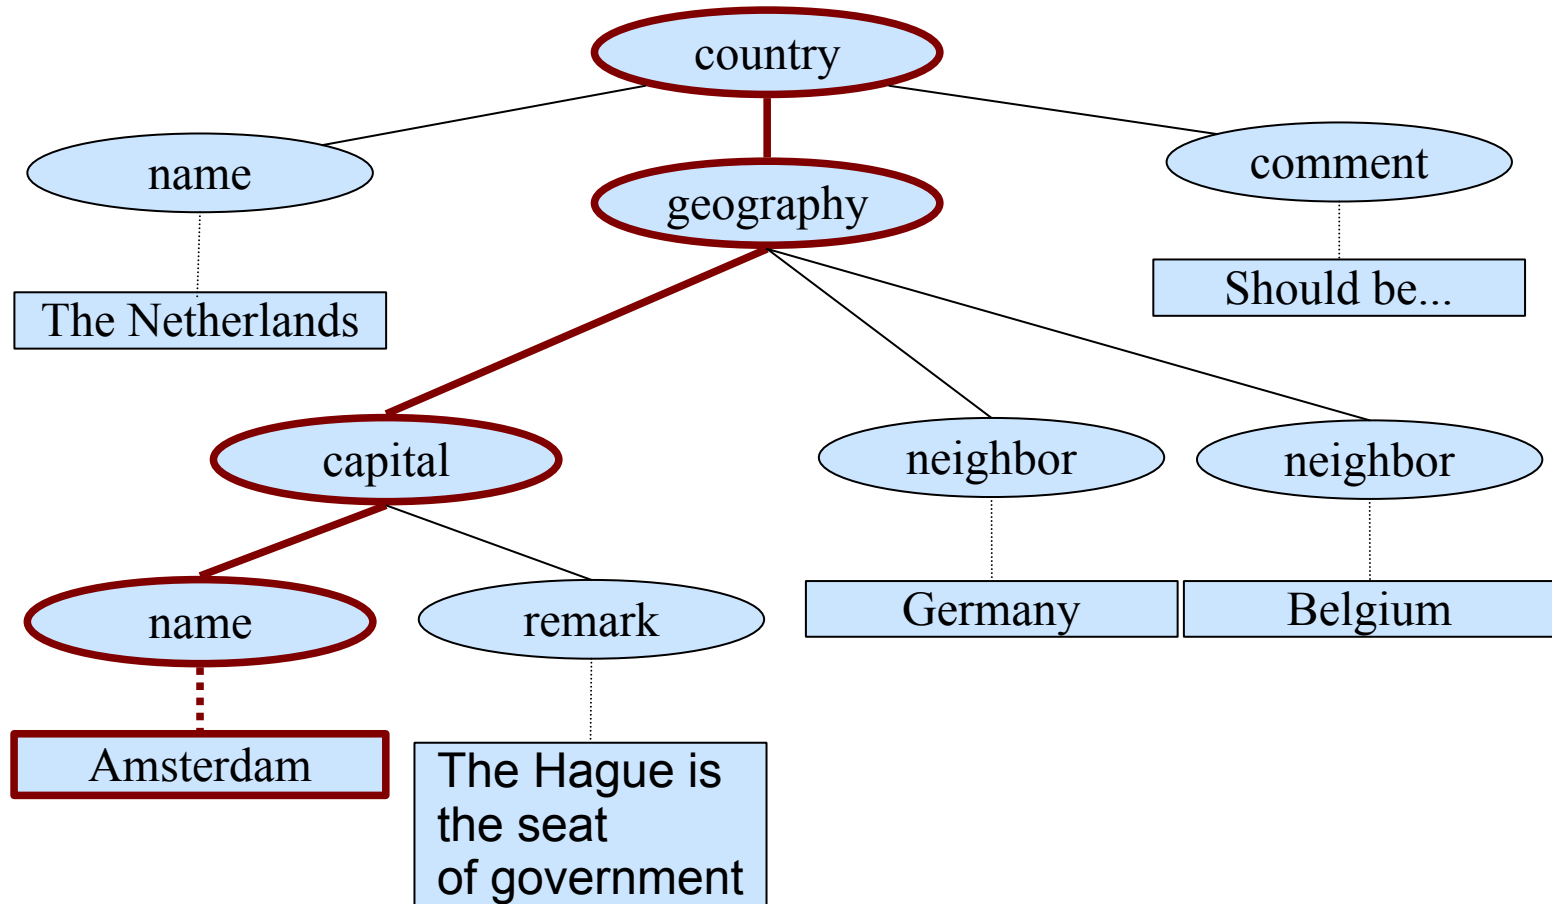 country
name
geography
comment
The Netherlands
Should be...
capital
neighbor
neighbor
name
remark
Germany
Belgium
Amsterdam
The Hague is
the seat
of government